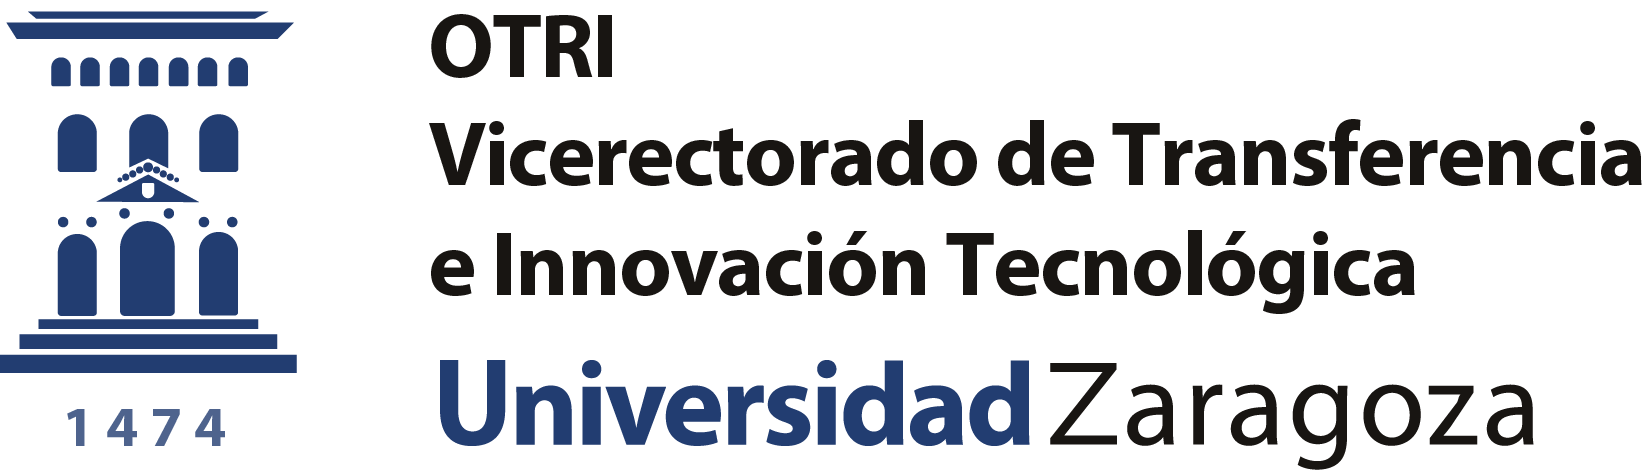 OTRI
Vicerectorado de Transferencia
e Innovación Tecnológica
Universidad Zaragoza
1474